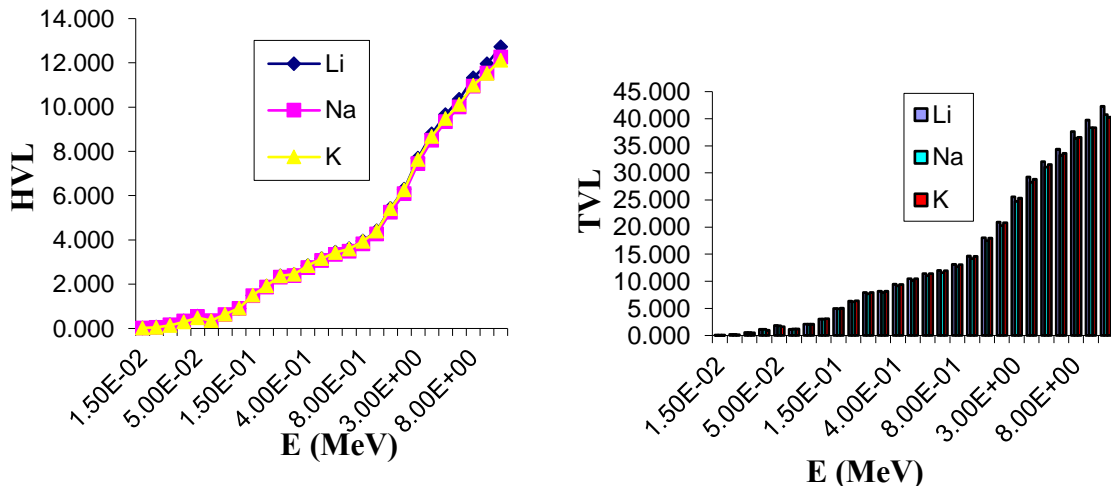 14.000
12.000
10.000
8.000
6.000
4.000
2.000
0.000
HVL
Li
Na
K
1.50E-02
5.00E-02
1.50E-01
4.00E-01
8.00E-01
3.00E+00
8.00E+00
E (MeV)
45.000
40.000
35.000
30.000
25.000
20.000
15.000
10.000
5.000
0.000
TVL
Li
Na
K
1.50E-02
5.00E-02
1.50E-01
4.00E-01
8.00E-01
3.00E+00
8.00E+00
E (MeV)